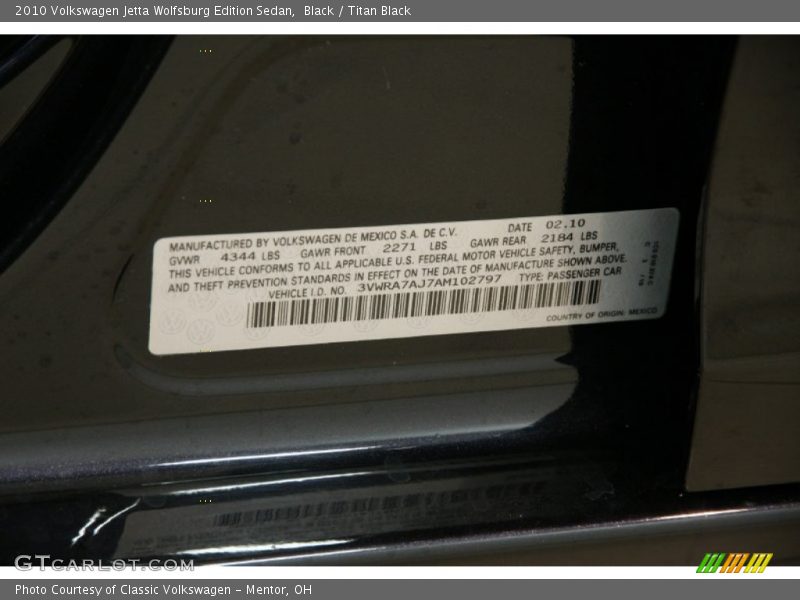 2010 Volkswagen Jetta Wolfsburg Edition Sedan,  Black / Titan Black
MANUFACTURED BY VOLKSWAGEN DE MEXICO S.A. DE C.V. DATE 02.10
GVWR 4344 LBS GAWR FRONT 2271 LBS GAWR REAR 2184 LBS
THIS VEHICLE CONFORMS TO ALL APPLICABLE U.S. FEDERAL MOTOR VEHICLE SAFETY, BUMPER,
AND THEFT PREVENTION STANDARDS IN EFFECT ON THE DATE OF MANUFACTURE SHOWN ABOVE.
VEHICLE I.D. NO. 3VWRA7AJ7AM102797 TYPE: PASSENGER CAR
COUNTRY OF ORIGIN: MEXICO
GTCARLOT.COM
Photo Courtesy of Classic Volkswagen - Mentor, OH